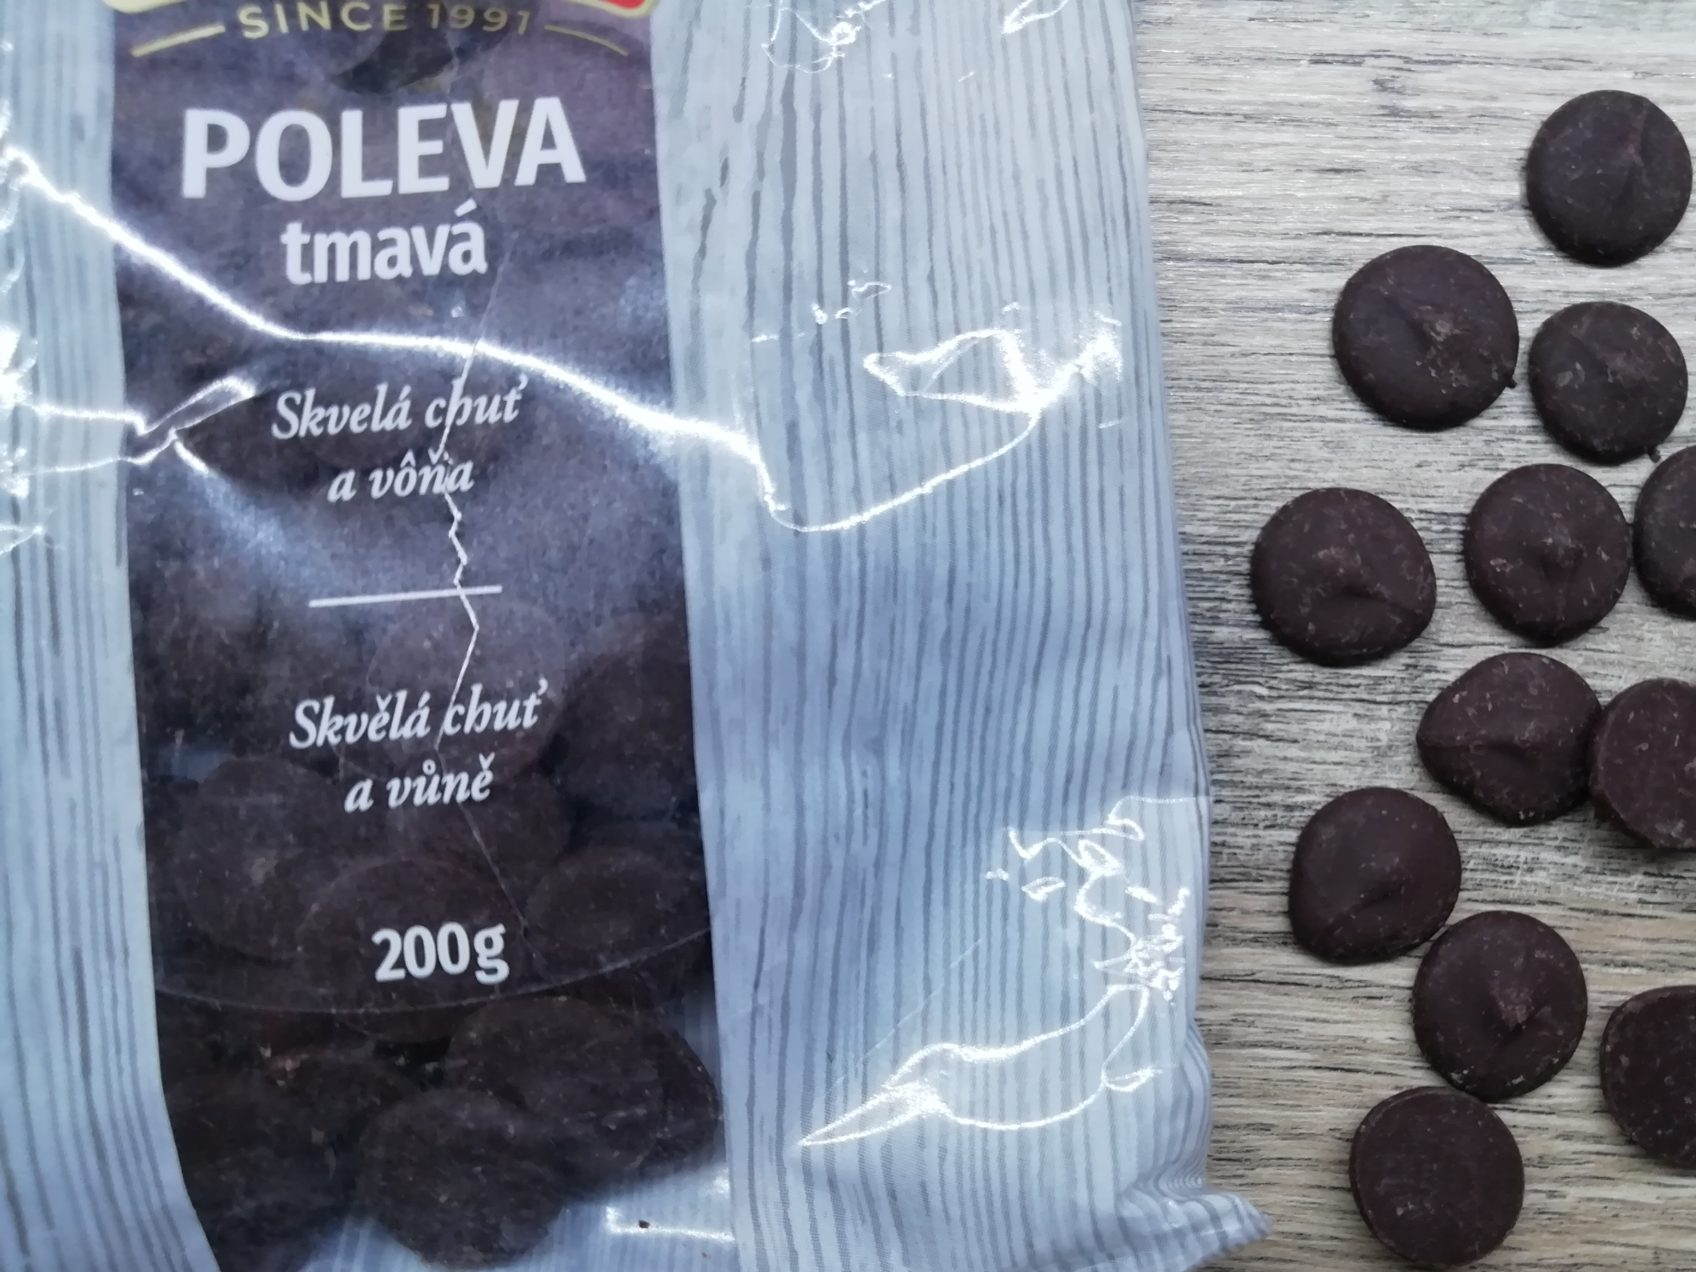 SINCE 1991
POLEVA
tmavá
Skvelá chuť
a vôňa
Skvělá chuť
a vůně
200g